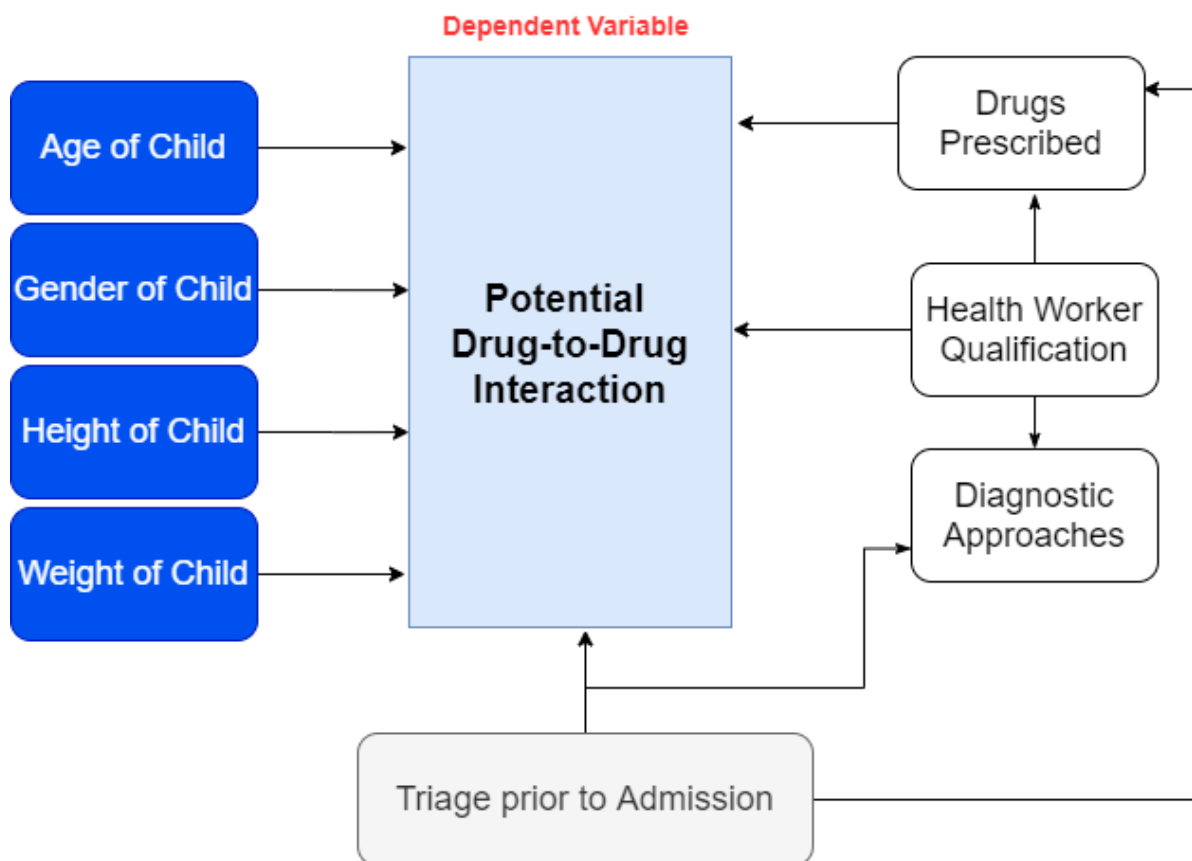 Dependent Variable
Age of Child
Gender of Child
Height of Child
Weight of Child
Potential
Drug-to-Drug
Interaction
Drugs
Prescribed
Health Worker
Qualification
Diagnostic
Approaches
Triage prior to Admission